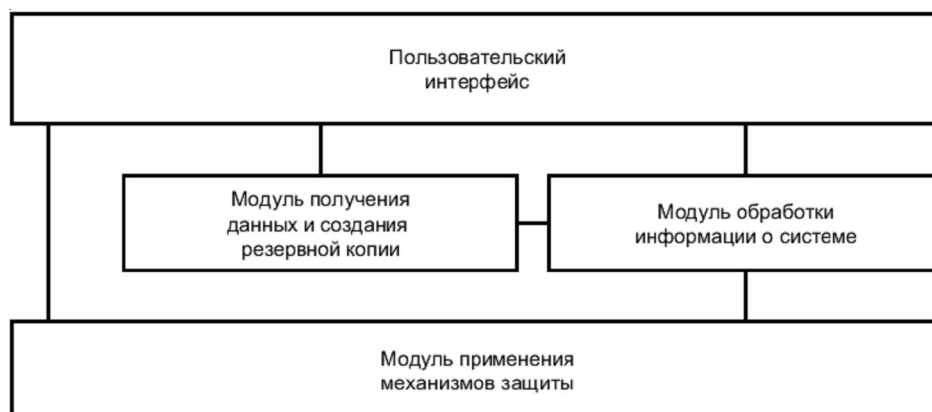 Пользовательский
интерфейс
Модуль получения
данных и создания
резервной копии
Модуль обработки
информации о системе
Модуль применения
механизмов защиты